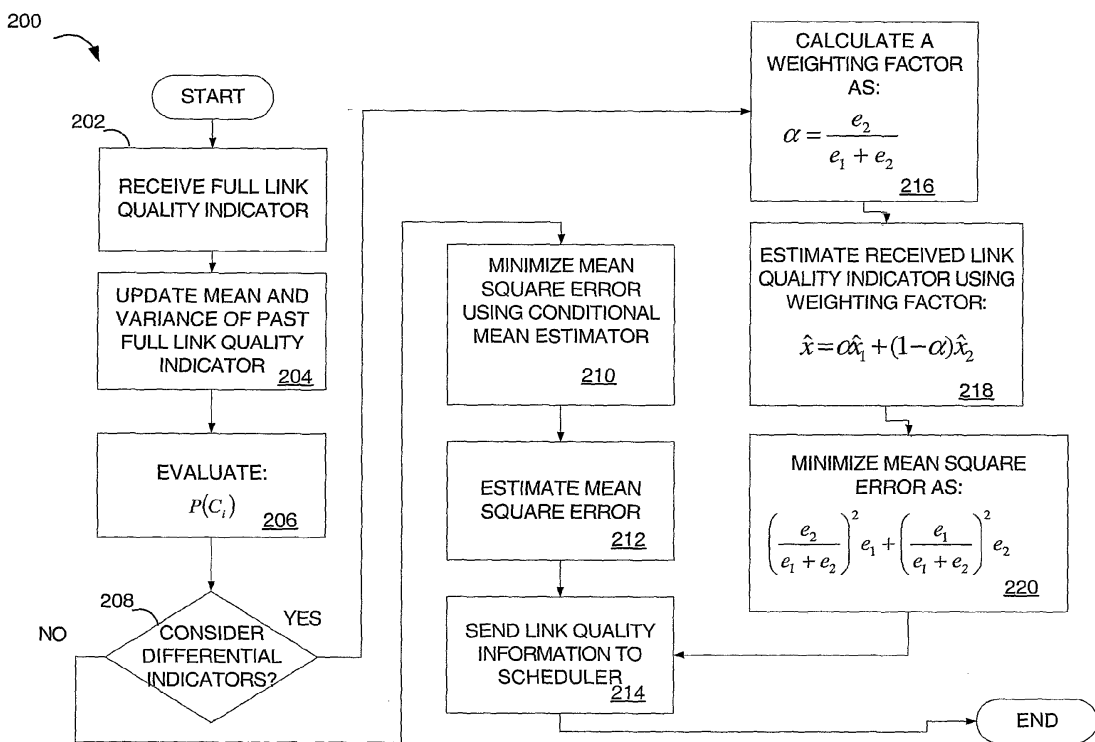 200
START
202
RECEIVE FULL LINK
QUALITY INDICATOR
UPDATE MEAN AND
VARIANCE OF PAST
FULL LINK QUALITY
INDICATOR
204
EVALUATE:
P(C_i)
206
208
NO
YES
CONSIDER
DIFFERENTIAL
INDICATORS?
MINIMIZE MEAN
SQUARE ERROR
USING CONDITIONAL
MEAN ESTIMATOR
210
ESTIMATE MEAN
SQUARE ERROR
212
SEND LINK QUALITY
INFORMATION TO
SCHEDULER
214
CALCULATE A
WEIGHTING FACTOR
AS:
α = e_2 / (e_1 + e_2)
216
ESTIMATE RECEIVED LINK
QUALITY INDICATOR USING
WEIGHTING FACTOR:
x̂ = αx̂_1 + (1-α)x̂_2
218
MINIMIZE MEAN SQUARE
ERROR AS:
(e_2 / (e_1 + e_2))^2 e_1 + (e_1 / (e_1 + e_2))^2 e_2
220
END